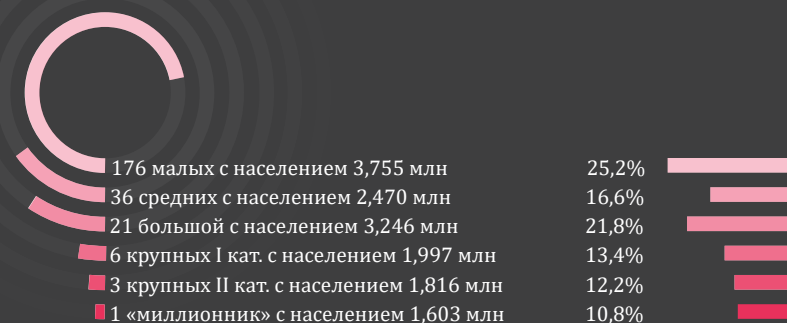 176 малых с населением 3,755 млн 25,2%
36 средних с населением 2,470 млн 16,6%
21 большой с населением 3,246 млн 21,8%
6 крупных I кат. с населением 1,997 млн 13,4%
3 крупных II кат. с населением 1,816 млн 12,2%
1 «миллионник» с населением 1,603 млн 10,8%